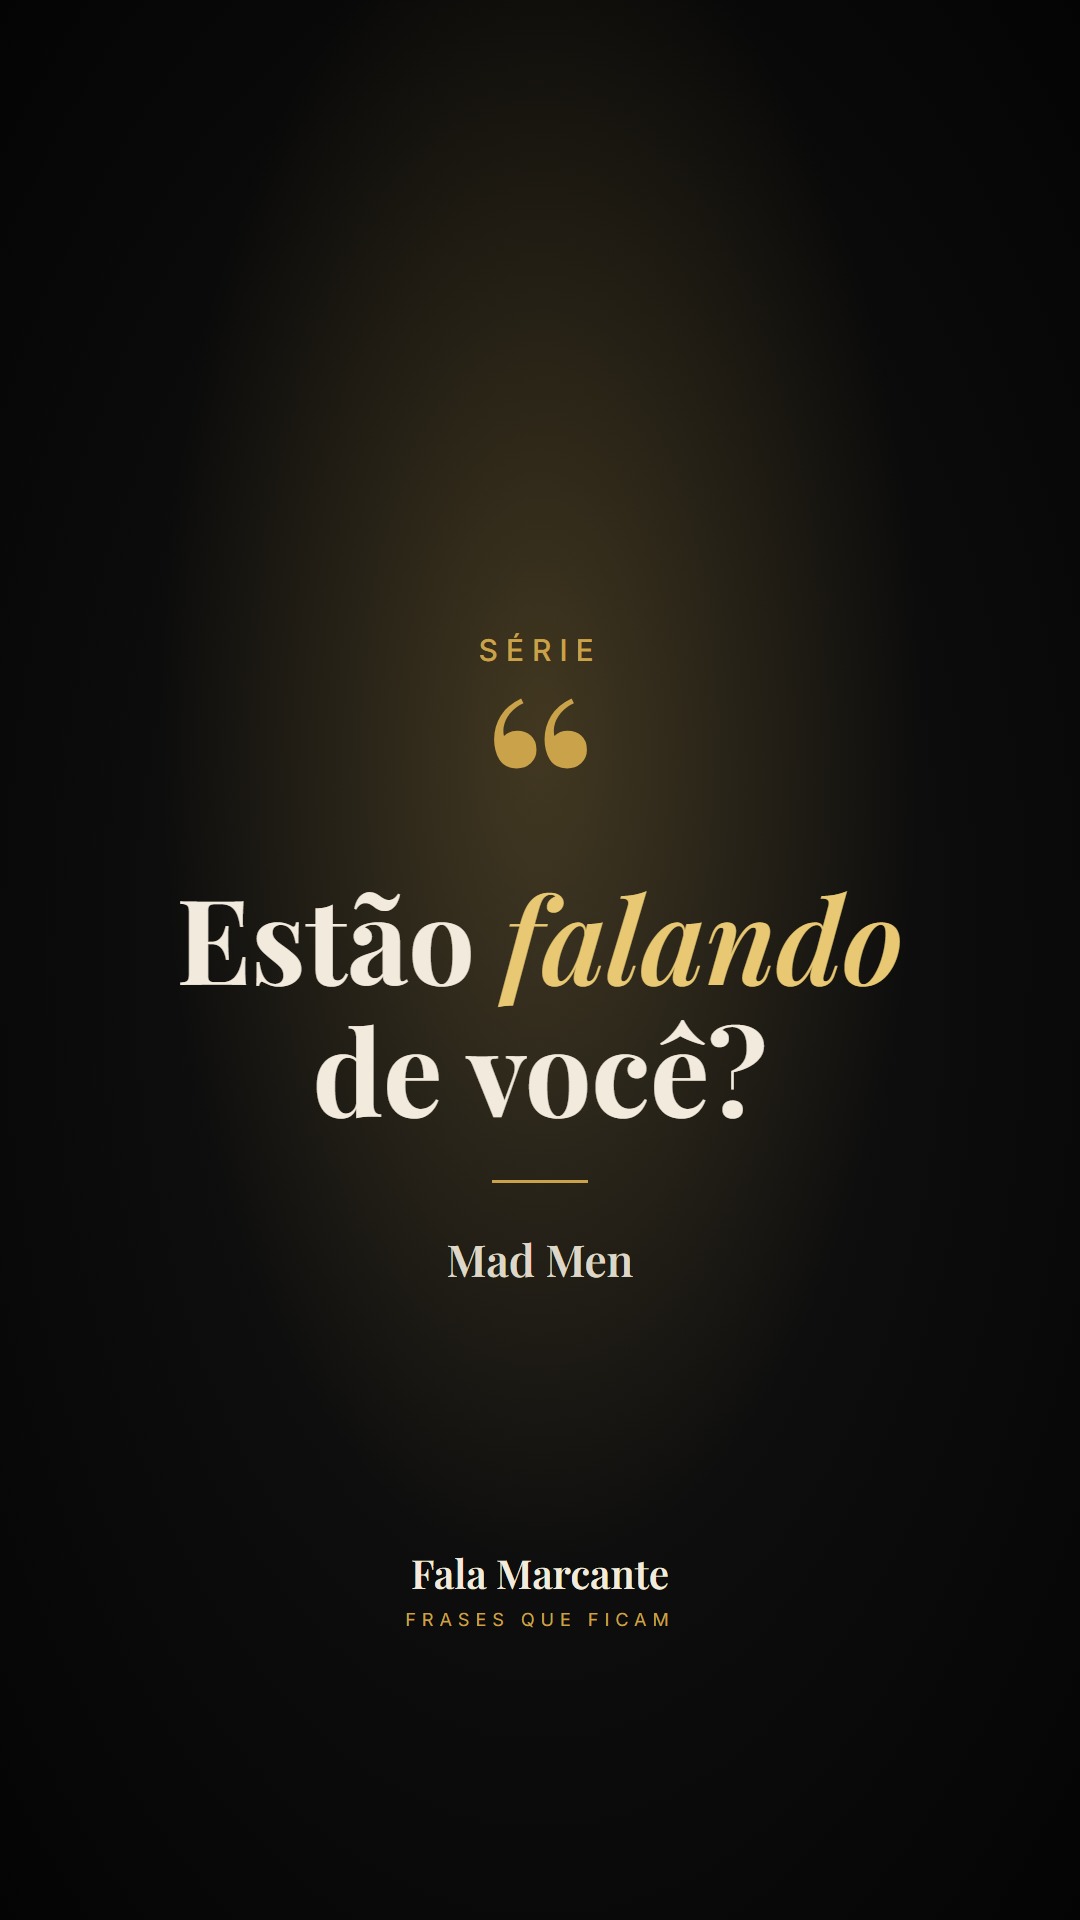 SÉRIE
“
Estão falando
de você?
Mad Men
Fala Marcante
FRASES QUE FICAM